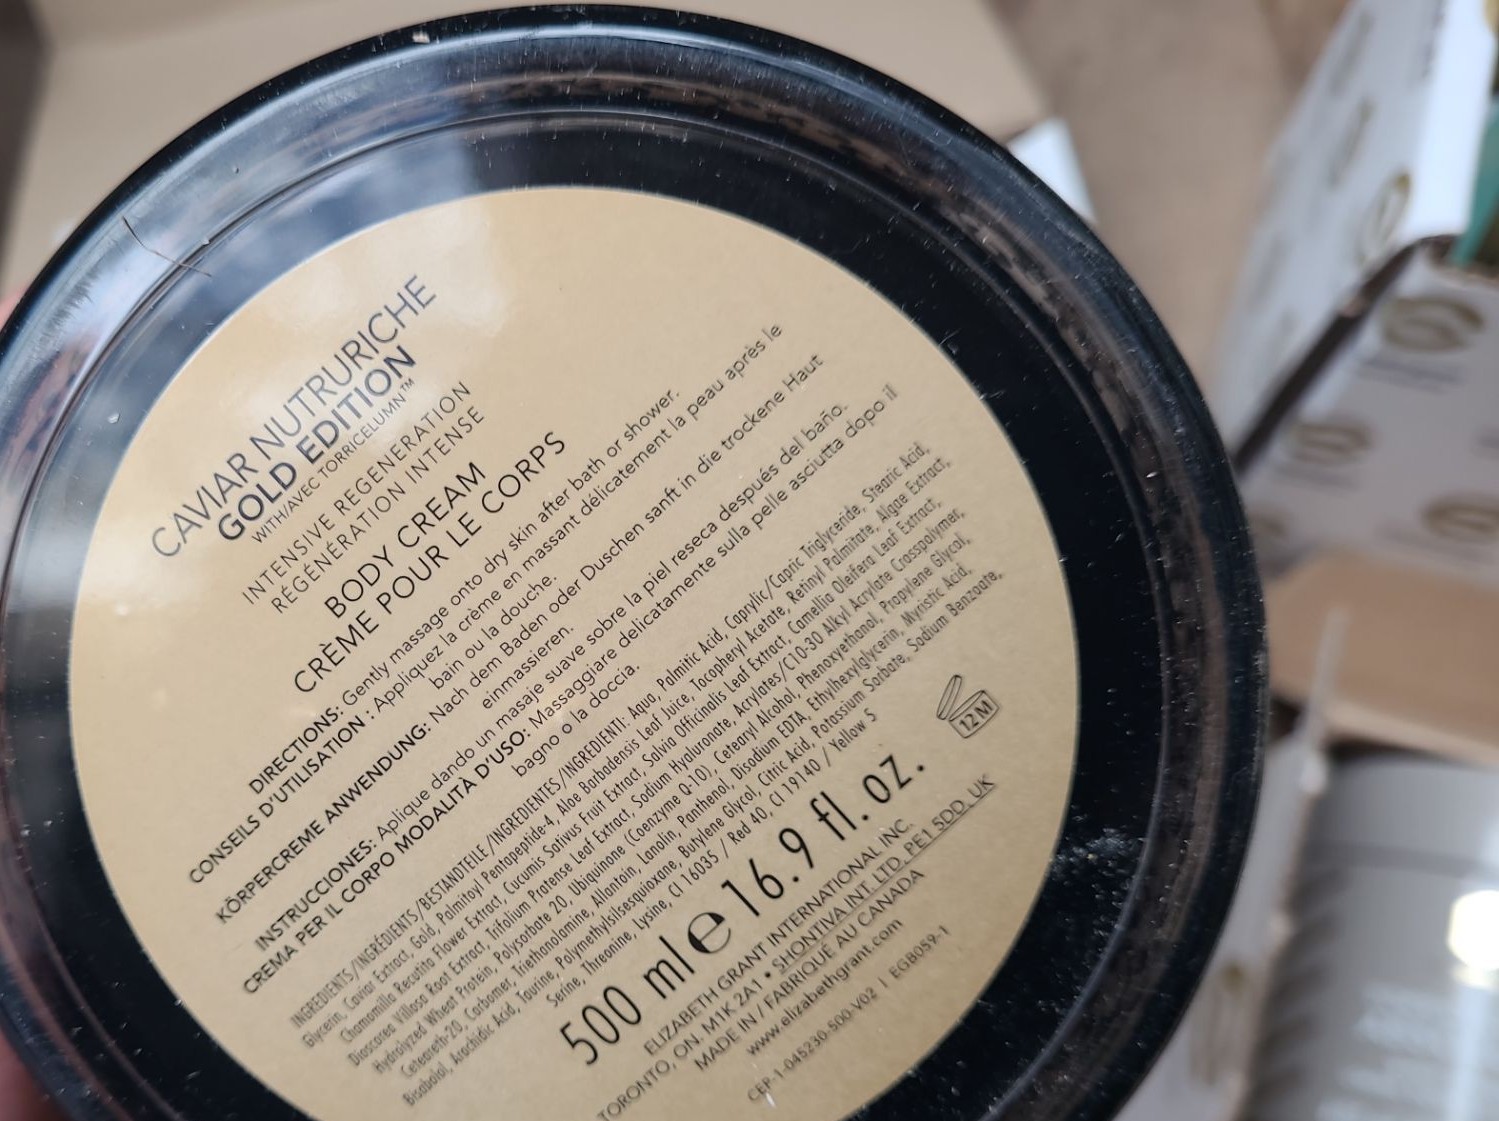 CAVIAR NUTRURICHE
GOLD EDITION
WITH/AVEC TORRICELUMN™
INTENSIVE REGENERATION
RÉGÉNÉRATION INTENSE
BODY CREAM
CRÈME POUR LE CORPS
DIRECTIONS: Gently massage onto dry skin after bath or shower.
CONSEILS D'UTILISATION : Appliquez la crème en massant délicatement la peau après le
bain ou la douche.
KÖRPERCREME ANWENDUNG: Nach dem Baden oder Duschen sanft in die trockene Haut
einmassieren.
INSTRUCCIONES: Aplique dando un masaje suave sobre la piel reseca después del baño.
CREMA PER IL CORPO MODALITÀ D'USO: Massaggiare delicatamente sulla pelle asciutta dopo il
bagno o la doccia.
INGREDIENTS/INGRÉDIENTS/BESTANDTEILE/INGREDIENTES/INGREDIENTI: Aqua, Palmitic Acid, Caprylic/Capric Triglyceride, Stearic Acid,
Glycerin, Caviar Extract, Gold, Palmitoyl Pentapeptide-4, Aloe Barbadensis Leaf Juice, Tocopheryl Acetate, Retinyl Palmitate, Algae Extract,
Chamomilla Recutita Flower Extract, Cucumis Sativus Fruit Extract, Salvia Officinalis Leaf Extract, Camellia Oleifera Leaf Extract,
Dioscorea Villosa Root Extract, Trifolium Pratense Leaf Extract, Sodium Hyaluronate, Acrylates/C10-30 Alkyl Acrylate Crosspolymer,
Hydrolyzed Wheat Protein, Polysorbate 20, Ubiquinone (Coenzyme Q-10), Cetearyl Alcohol, Phenoxyethanol, Propylene Glycol,
Ceteareth-20, Carbomer, Triethanolamine, Allantoin, Lanolin, Panthenol, Disodium EDTA, Ethylhexylglycerin, Myristic Acid,
Bisabolol, Arachidic Acid, Taurine, Polymethylsilsesquioxane, Butylene Glycol, Citric Acid, Potassium Sorbate, Sodium Benzoate,
Serine, Threonine, Lysine, CI 16035 / Red 40, CI 19140 / Yellow 5
12M
500 ml e 16.9 fl. oz.
ELIZABETH GRANT INTERNATIONAL INC.
TORONTO, ON. M1K 2A1 • SHONTIVA INT. LTD, PE1 5DD, UK
MADE IN / FABRIQUÉ AU CANADA
www.elizabethgrant.com
CEP-1-045230-500-V02 | EGB059-1